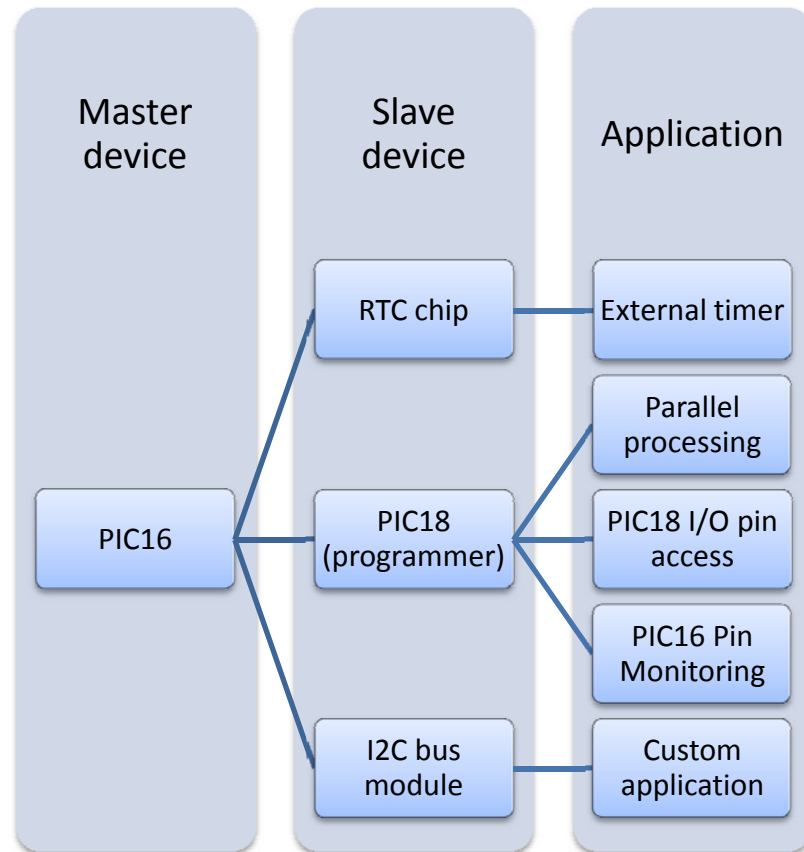 Master
device
Slave
device
Application
RTC chip
External timer
Parallel
processing
PIC16
PIC18
(programmer)
PIC18 I/O pin
access
PIC16 Pin
Monitoring
I2C bus
module
Custom
application